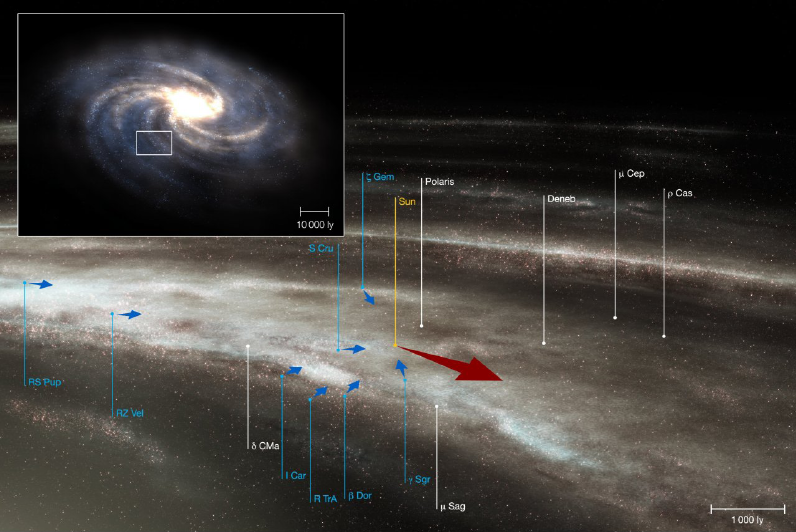 10 000 ly
μ Cep
ζ Gem
Polaris
ρ Cas
Sun
Deneb
S Cru
RS Pup
RZ Vel
δ CMa
l Car
γ Sgr
R TrA
β Dor
μ Sag
1 000 ly